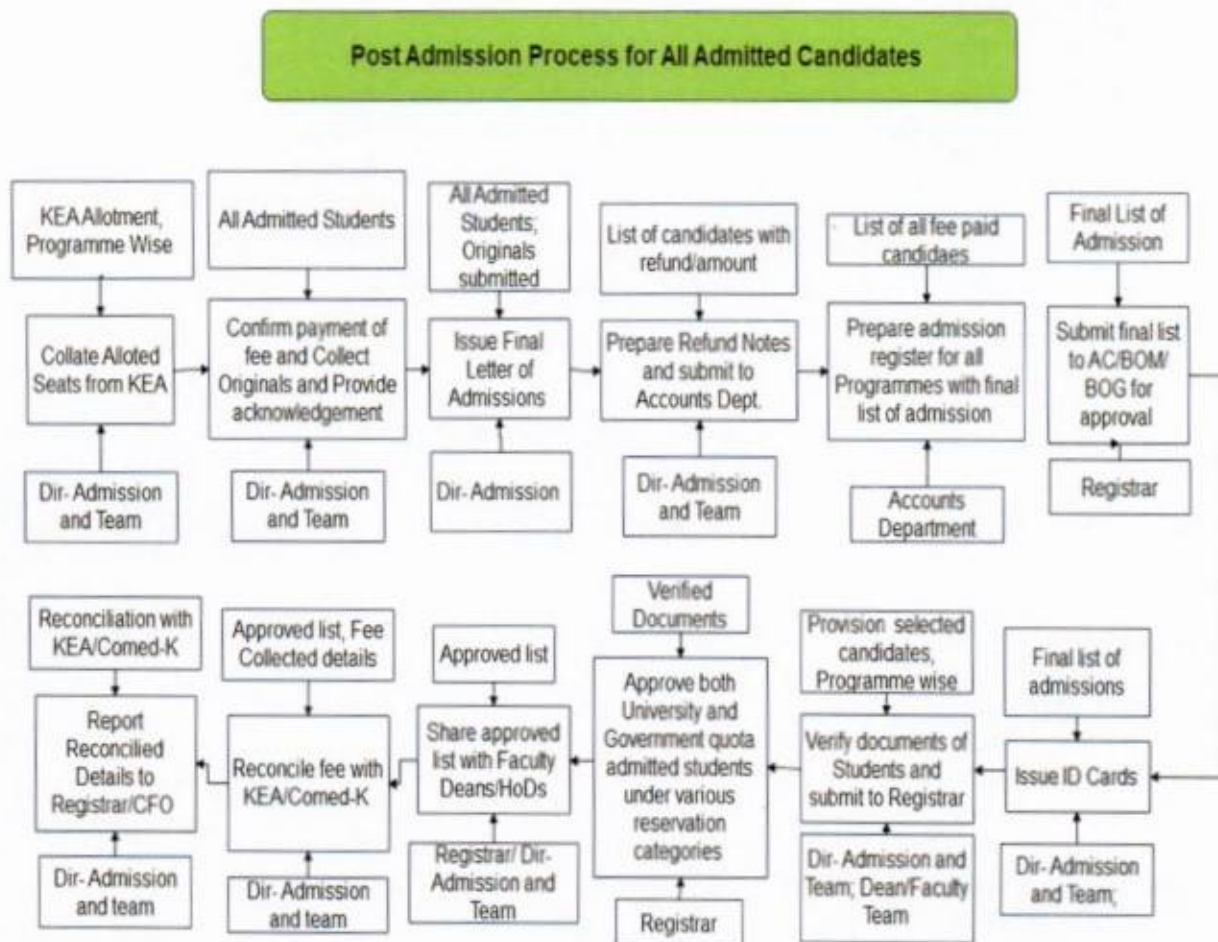 Post Admission Process for All Admitted Candidates
KEA Allotment,
Programme Wise
All Admitted Students
All Admitted
Students;
Originals
submitted
List of candidates with
refund/amount
List of all fee paid
candidaes
Final List of
Admission
Collate Alloted
Seats from KEA
Confirm payment of
fee and Collect
Originals and Provide
acknowledgement
Issue Final
Letter of
Admissions
Prepare Refund Notes
and submit to
Accounts Dept.
Prepare admission
register for all
Programmes with final
list of admission
Submit final list
to AC/BOM/
BOG for
approval
Dir- Admission
and Team
Dir- Admission
and Team
Dir- Admission
Dir- Admission
and Team
Accounts
Department
Registrar
Reconciliation with
KEA/Comed-K
Approved list, Fee
Collected details
Approved list
Verified
Documents
Provision selected
candidates,
Programme wise
Final list of
admissions
Report
Reconcilied
Details to
Registrar/CFO
Reconcile fee with
KEA/Comed-K
Share approved
list with Faculty
Deans/HoDs
Approve both
University and
Government quota
admitted students
under various
reservation
categories
Verify documents of
Students and
submit to Registrar
Issue ID Cards
Dir- Admission
and team
Dir- Admission
and team
Registrar/ Dir-
Admission and
Team
Registrar
Dir- Admission and
Team; Dean/Faculty
Team
Dir- Admission
and Team;